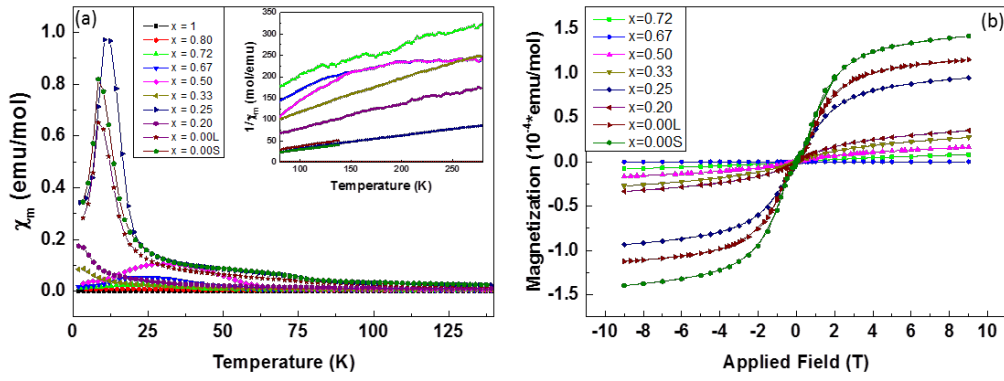 (a)
x = 1
x = 0.80
x = 0.72
x = 0.67
x = 0.50
x = 0.33
x = 0.25
x = 0.20
x = 0.00L
x = 0.00S
χm (emu/mol)
1.0
0.8
0.6
0.4
0.2
0.0
0 25 50 75 100 125
Temperature (K)
1/χm (mol/emu)
350
300
250
200
150
100
50
0
100 150 200 250
Temperature (K)
(b)
x=0.72
x=0.67
x=0.50
x=0.33
x=0.25
x=0.20
x=0.00L
x=0.00S
Magnetization (10⁻⁴*emu/mol)
1.5
1.0
0.5
0.0
-0.5
-1.0
-1.5
-10 -8 -6 -4 -2 0 2 4 6 8 10
Applied Field (T)